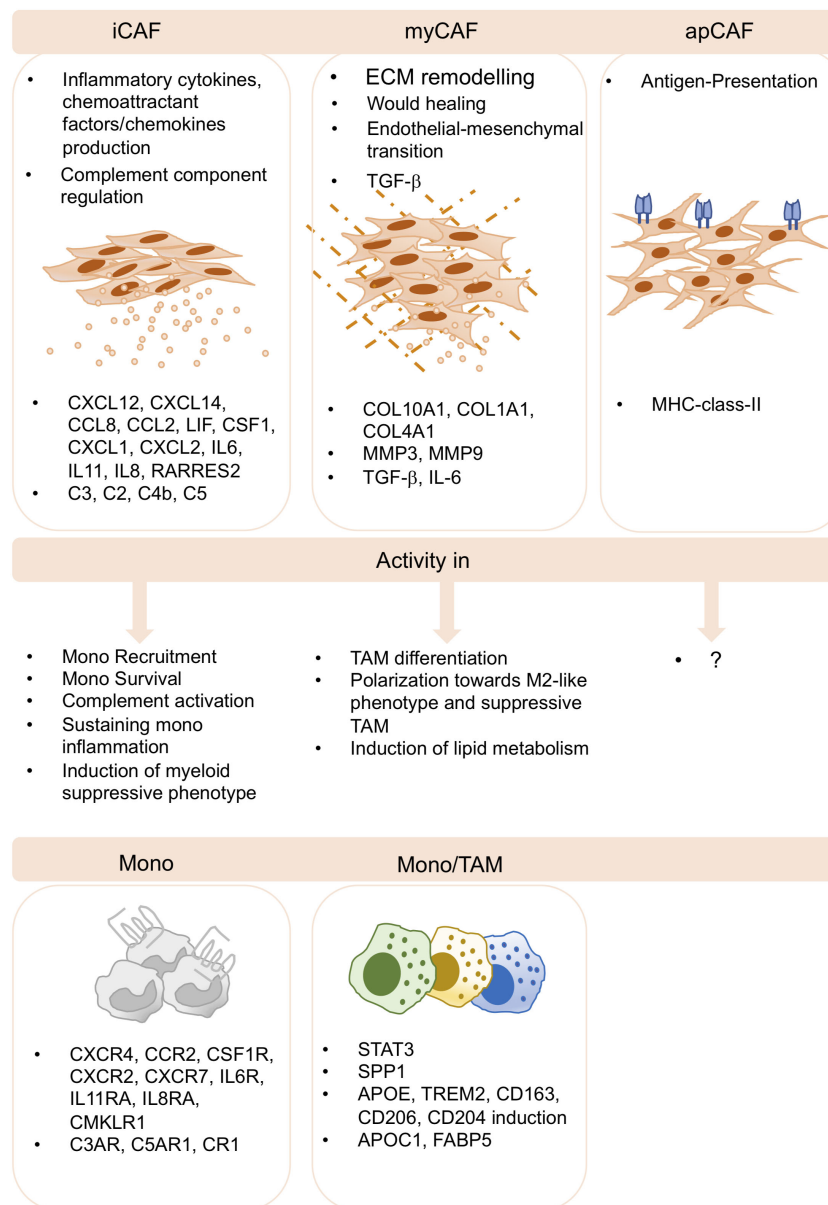 iCAF
myCAF
apCAF
• Inflammatory cytokines,
chemoattractant
factors/chemokines
production
• Complement component
regulation
• ECM remodelling
• Would healing
• Endothelial-mesenchymal
transition
• TGF-β
• Antigen-Presentation
• CXCL12, CXCL14,
CCL8, CCL2, LIF, CSF1,
CXCL1, CXCL2, IL6,
IL11, IL8, RARRES2
• C3, C2, C4b, C5
• COL10A1, COL1A1,
COL4A1
• MMP3, MMP9
• TGF-β, IL-6
• MHC-class-II
Activity in
• Mono Recruitment
• Mono Survival
• Complement activation
• Sustaining mono
inflammation
• Induction of myeloid
suppressive phenotype
• TAM differentiation
• Polarization towards M2-like
phenotype and suppressive
TAM
• Induction of lipid metabolism
• ?
Mono
Mono/TAM
• CXCR4, CCR2, CSF1R,
CXCR2, CXCR7, IL6R,
IL11RA, IL8RA,
CMKLR1
• C3AR, C5AR1, CR1
• STAT3
• SPP1
• APOE, TREM2, CD163,
CD206, CD204 induction
• APOC1, FABP5